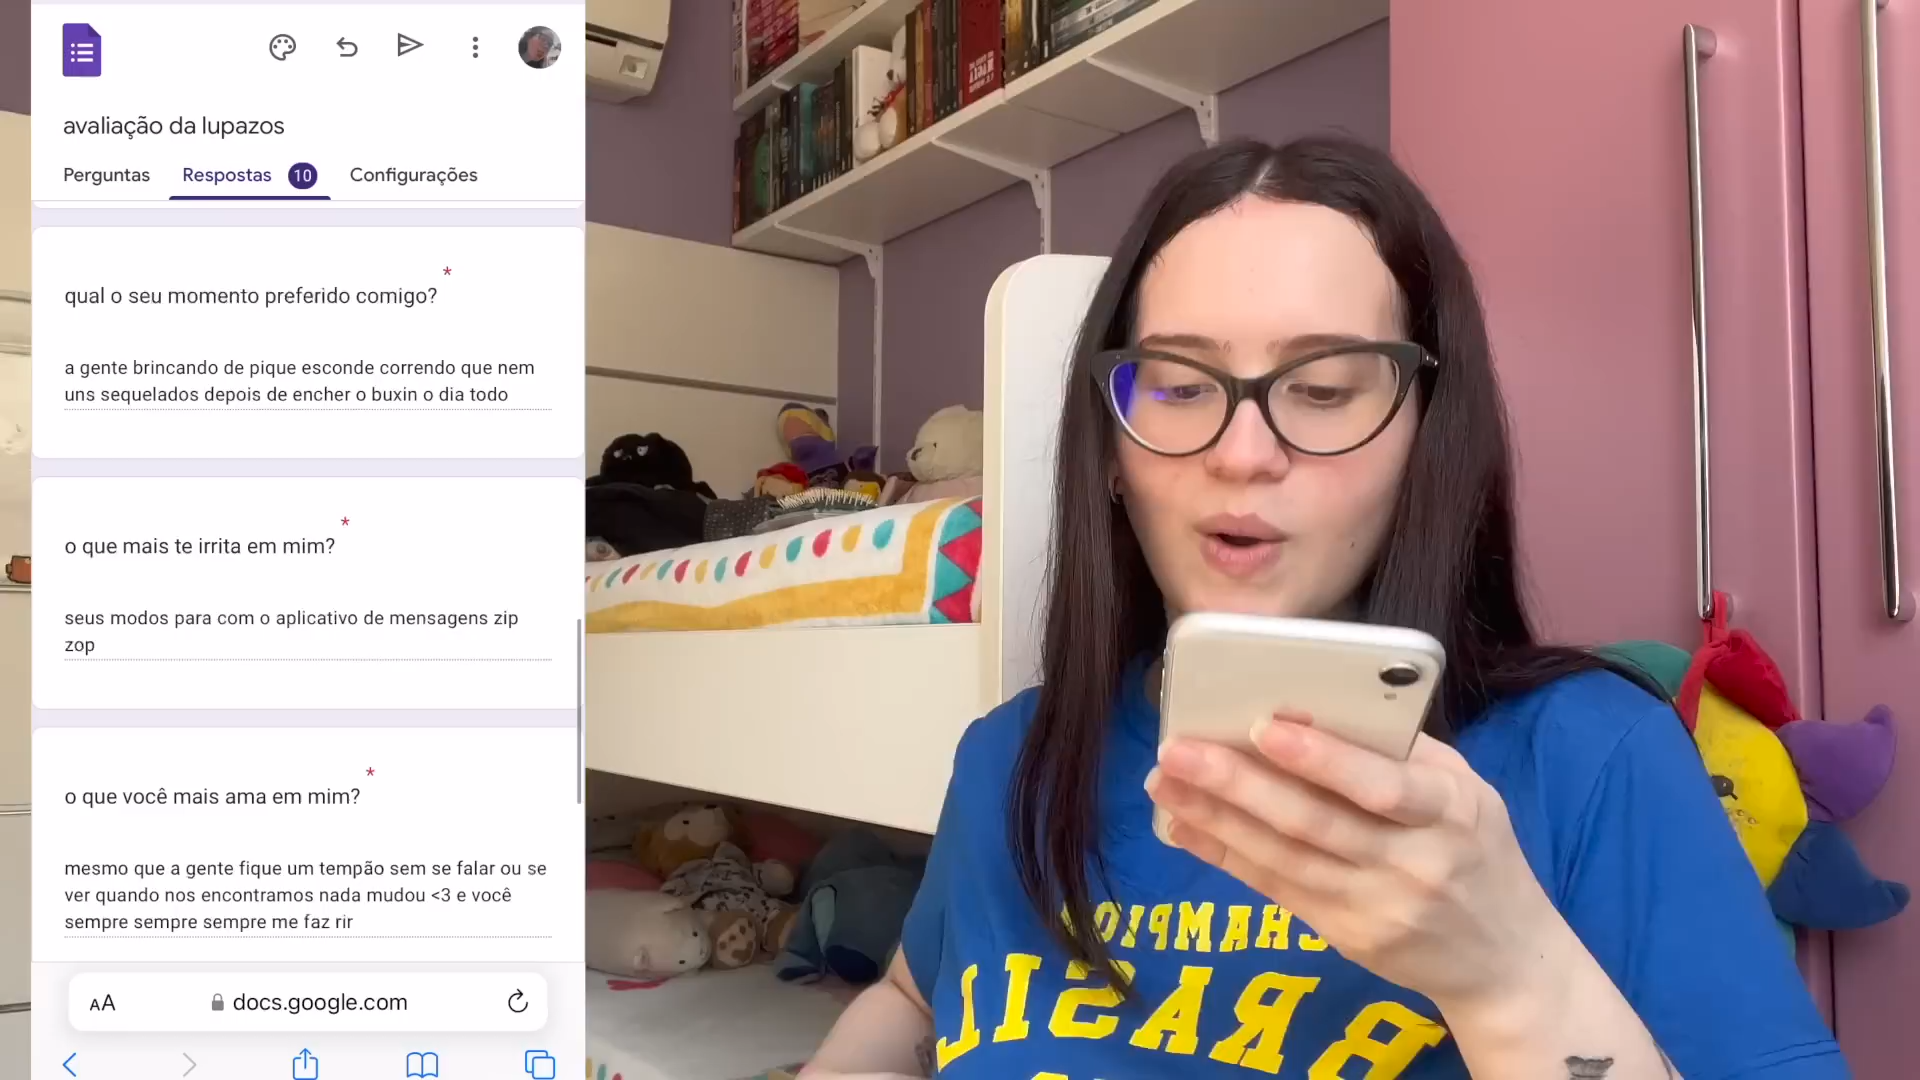 avaliação da lupazos
Perguntas Respostas 10 Configurações
qual o seu momento preferido comigo? *
a gente brincando de pique esconde correndo que nem
uns sequelados depois de encher o buxin o dia todo
o que mais te irrita em mim? *
seus modos para com o aplicativo de mensagens zip
zop
o que você mais ama em mim? *
mesmo que a gente fique um tempão sem se falar ou se
ver quando nos encontramos nada mudou <3 e você
sempre sempre sempre me faz rir
AA docs.google.com
CHAMPIO
BRASIL